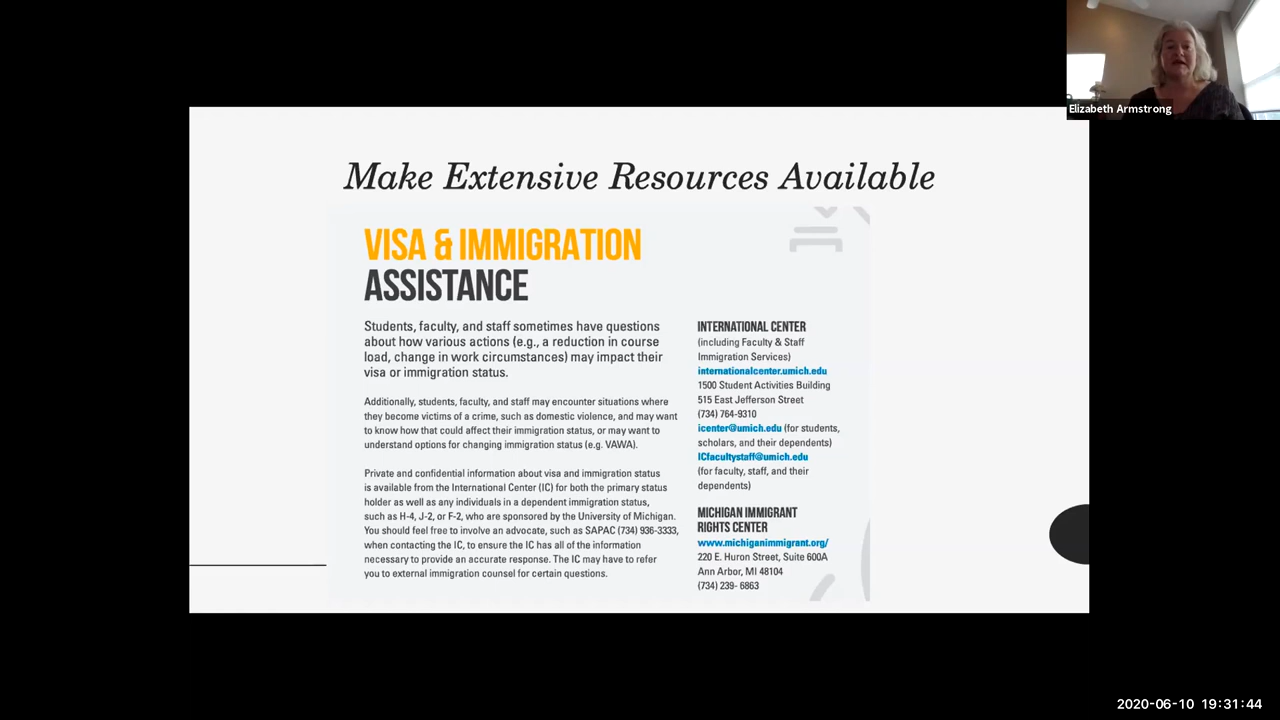 Elizabeth Armstrong
Make Extensive Resources Available
VISA & IMMIGRATION
ASSISTANCE
Students, faculty, and staff sometimes have questions
about how various actions (e.g., a reduction in course
load, change in work circumstances) may impact their
visa or immigration status.
Additionally, students, faculty, and staff may encounter situations where
they become victims of a crime, such as domestic violence, and may want
to know how that could affect their immigration status, or may want to
understand options for changing immigration status (e.g. VAWA).
Private and confidential information about visa and immigration status
is available from the International Center (IC) for both the primary status
holder as well as any individuals in a dependent immigration status,
such as H-4, J-2, or F-2, who are sponsored by the University of Michigan.
You should feel free to involve an advocate, such as SAPAC (734) 936-3333,
when contacting the IC, to ensure the IC has all of the information
necessary to provide an accurate response. The IC may have to refer
you to external immigration counsel for certain questions.
INTERNATIONAL CENTER
(including Faculty & Staff
Immigration Services)
internationalcenter.umich.edu
1500 Student Activities Building
515 East Jefferson Street
(734) 764-9310
icenter@umich.edu (for students,
scholars, and their dependents)
ICfacultystaff@umich.edu
(for faculty, staff, and their
dependents)
MICHIGAN IMMIGRANT
RIGHTS CENTER
www.michiganimmigrant.org/
220 E. Huron Street, Suite 600A
Ann Arbor, MI 48104
(734) 239- 6863
2020-06-10 19:31:44